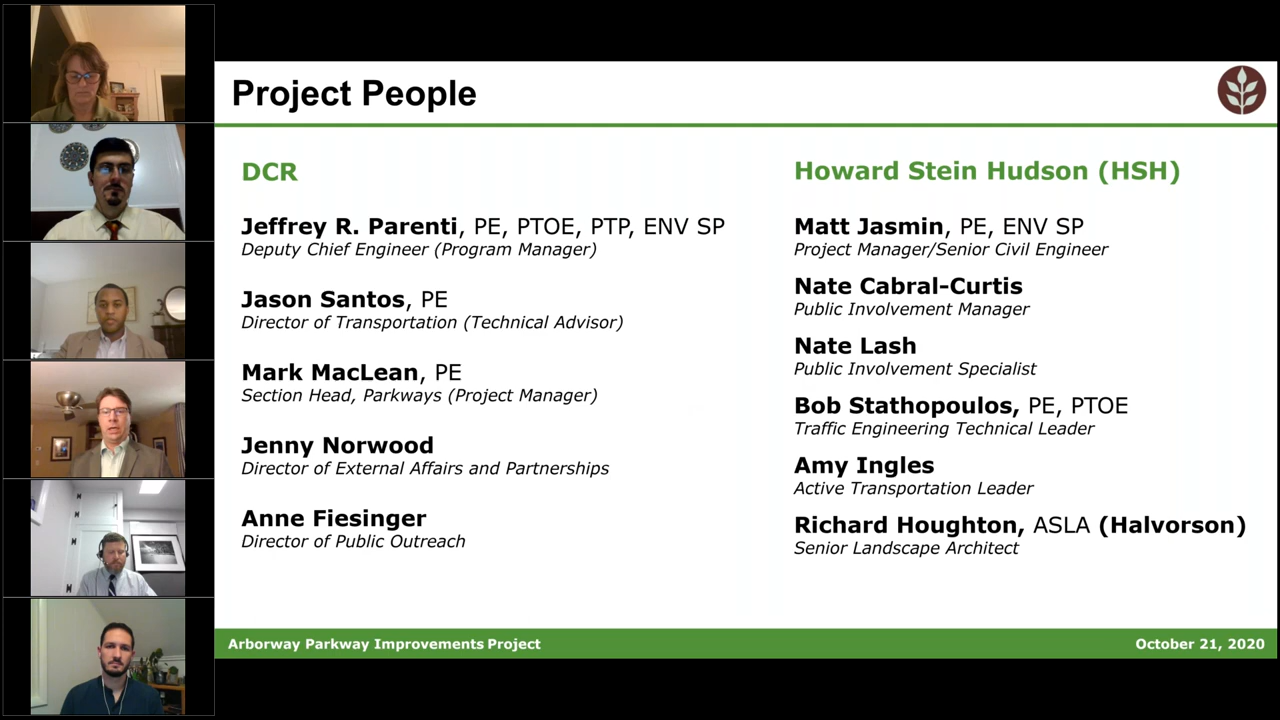 Project People
DCR
Jeffrey R. Parenti, PE, PTOE, PTP, ENV SP
Deputy Chief Engineer (Program Manager)
Jason Santos, PE
Director of Transportation (Technical Advisor)
Mark MacLean, PE
Section Head, Parkways (Project Manager)
Jenny Norwood
Director of External Affairs and Partnerships
Anne Fiesinger
Director of Public Outreach
Howard Stein Hudson (HSH)
Matt Jasmin, PE, ENV SP
Project Manager/Senior Civil Engineer
Nate Cabral-Curtis
Public Involvement Manager
Nate Lash
Public Involvement Specialist
Bob Stathopoulos, PE, PTOE
Traffic Engineering Technical Leader
Amy Ingles
Active Transportation Leader
Richard Houghton, ASLA (Halvorson)
Senior Landscape Architect
Arborway Parkway Improvements Project
October 21, 2020